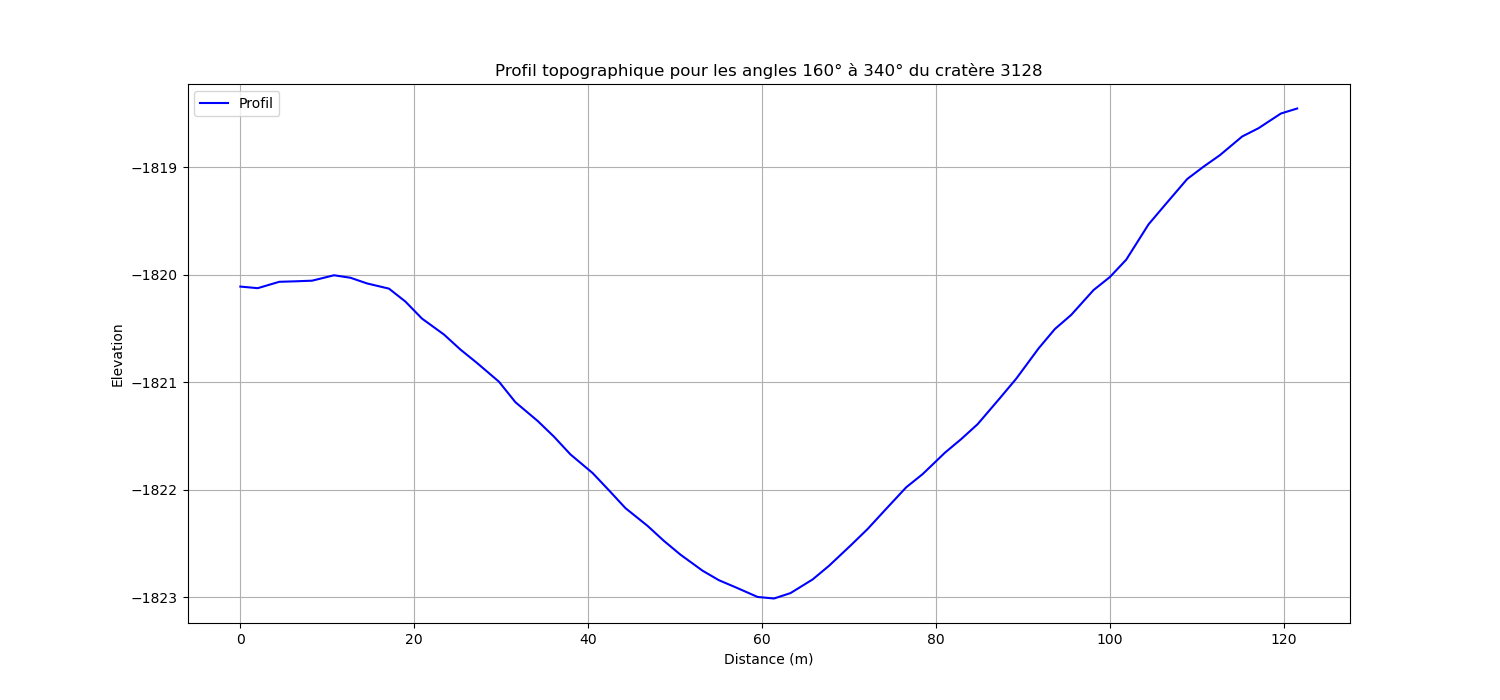 Profil topographique pour les angles 160° à 340° du cratère 3128
Profil
−1819
−1820
−1821
−1822
−1823
Elevation
0 20 40 60 80 100 120
Distance (m)